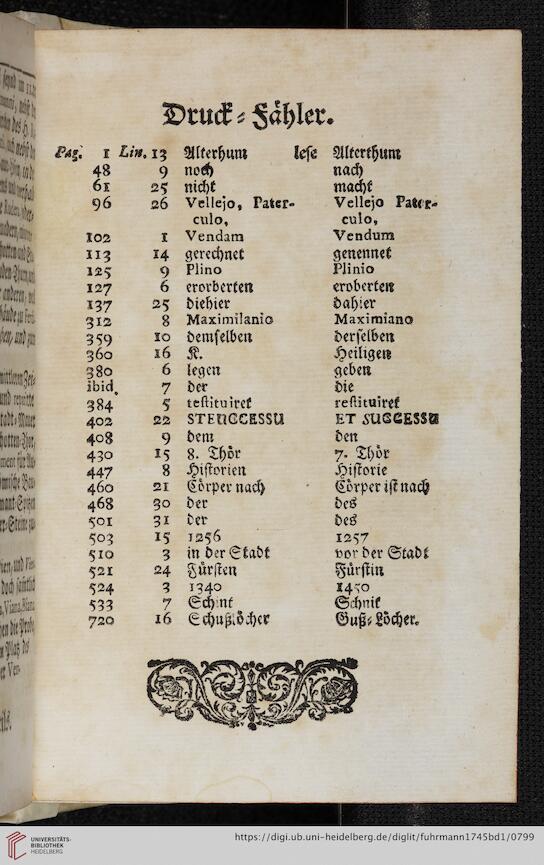 Druck-Fähler.
Pag. 1 Lin. 13 Alterhum lese Alterthum
48 9 noch nach
61 25 nicht macht
96 26 Vellejo, Pater- Vellejo Pater-
culo, culo,
102 1 Vendam Vendum
113 14 gerechnet genennet
125 9 Plino Plinio
127 6 erorberten eroberten
137 25 diehier dahier
312 8 Maximilanio Maximiano
359 10 demselben derselben
360 16 K. Heiligen
380 6 legen geben
ibid. 7 der die
384 5 testituiret restituiret
402 22 ET SUCCESSU
408 9 dem den
430 15 8. Thör 7. Thör
447 8 Historien Historie
460 21 Cörper nach Cörper ist nach
468 30 der des
501 31 der des
503 15 1256 1257
510 3 in der Stadt vor der Stadt
521 24 Fürsten Fürstin
524 3 1340 1450
533 7 Schint Schnit
720 16 Schußlöcher Guß-Löcher.
UNIVERSITÄTS-
BIBLIOTHEK
HEIDELBERG
https://digi.ub.uni-heidelberg.de/diglit/fuhrmann1745bd1/0799